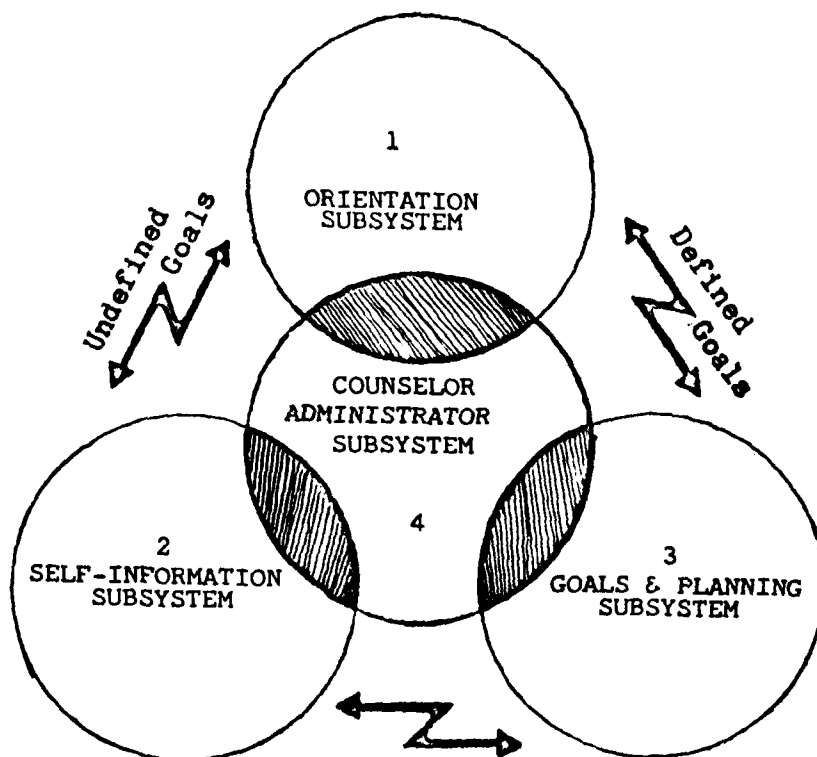 1
ORIENTATION
SUBSYSTEM
Undefined
Goals
Defined
Goals
COUNSELOR
ADMINISTRATOR
SUBSYSTEM
4
2
SELF-INFORMATION
SUBSYSTEM
3
GOALS & PLANNING
SUBSYSTEM